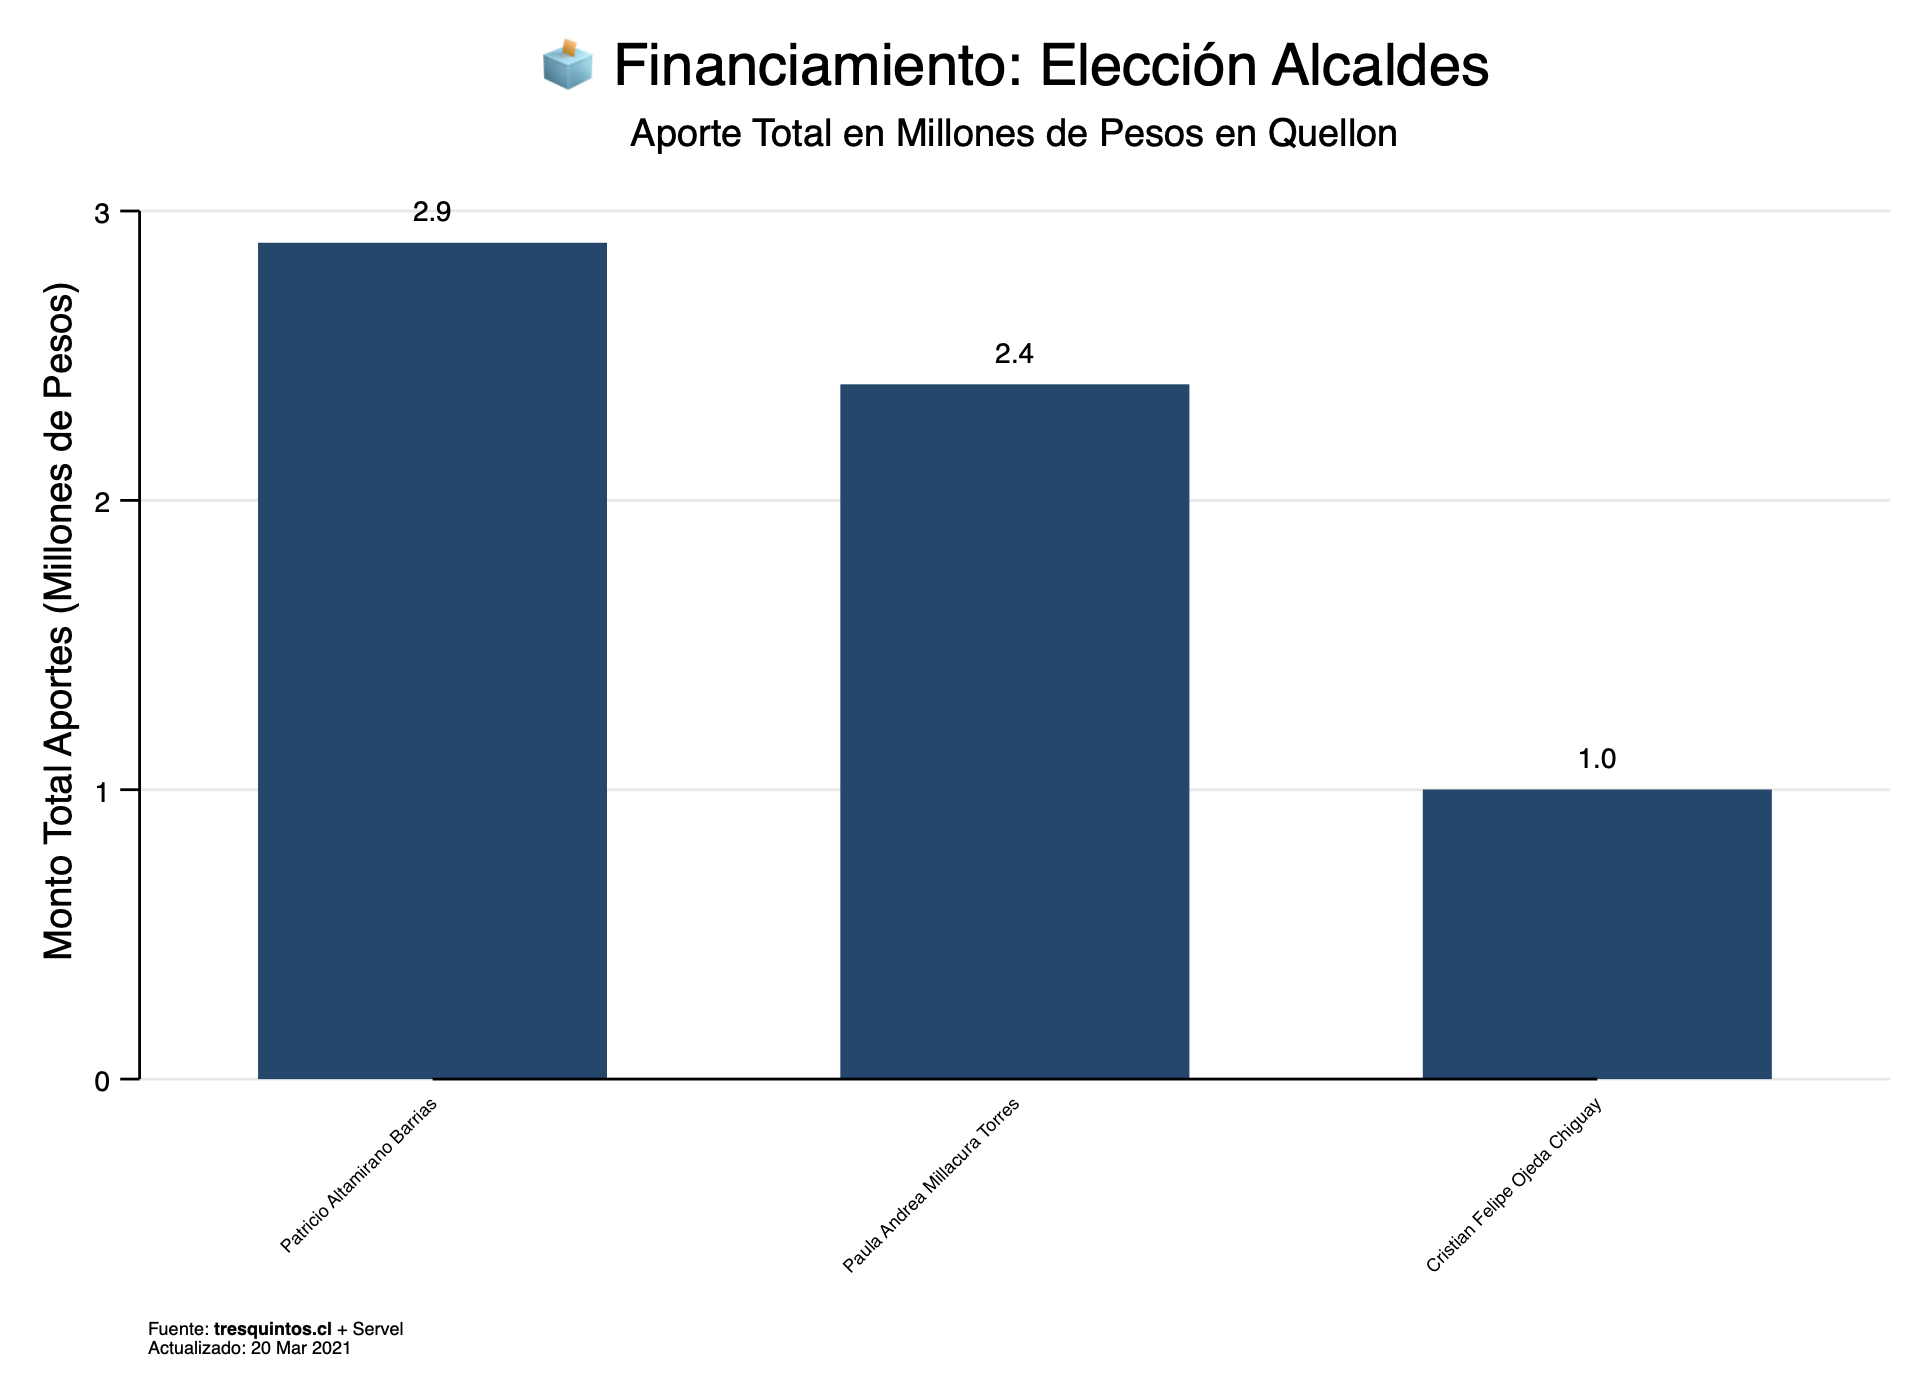 Financiamiento: Elección Alcaldes
Aporte Total en Millones de Pesos en Quellon
Monto Total Aportes (Millones de Pesos)
3
2
1
0
2.9
2.4
1.0
Patricio Altamirano Barrias
Paula Andrea Millacura Torres
Cristian Felipe Ojeda Chiguay
Fuente: tresquintos.cl + Servel
Actualizado: 20 Mar 2021